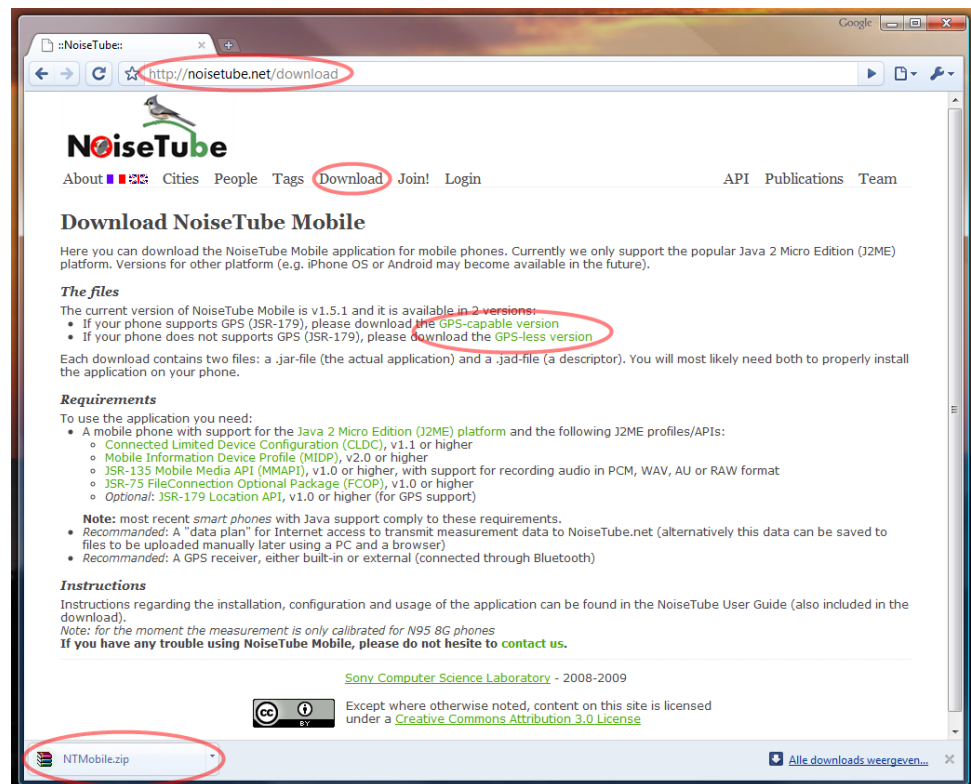 Google
::NoiseTube::
http://noisetube.net/download
NoiseTube
About Cities People Tags Download Join! Login API Publications Team
Download NoiseTube Mobile
Here you can download the NoiseTube Mobile application for mobile phones. Currently we only support the popular Java 2 Micro Edition (J2ME)
platform. Versions for other platform (e.g. iPhone OS or Android may become available in the future).
The files
The current version of NoiseTube Mobile is v1.5.1 and it is available in 2 versions:
• If your phone supports GPS (JSR-179), please download the GPS-capable version
• If your phone does not supports GPS (JSR-179), please download the GPS-less version
Each download contains two files: a .jar-file (the actual application) and a .jad-file (a descriptor). You will most likely need both to properly install
the application on your phone.
Requirements
To use the application you need:
• A mobile phone with support for the Java 2 Micro Edition (J2ME) platform and the following J2ME profiles/APIs:
◦ Connected Limited Device Configuration (CLDC), v1.1 or higher
◦ Mobile Information Device Profile (MIDP), v2.0 or higher
◦ JSR-135 Mobile Media API (MMAPI), v1.0 or higher, with support for recording audio in PCM, WAV, AU or RAW format
◦ JSR-75 FileConnection Optional Package (FCOP), v1.0 or higher
◦ Optional: JSR-179 Location API, v1.0 or higher (for GPS support)
Note: most recent smart phones with Java support comply to these requirements.
• Recommanded: A "data plan" for Internet access to transmit measurement data to NoiseTube.net (alternatively this data can be saved to
files to be uploaded manually later using a PC and a browser)
• Recommanded: A GPS receiver, either built-in or external (connected through Bluetooth)
Instructions
Instructions regarding the installation, configuration and usage of the application can be found in the NoiseTube User Guide (also included in the
download).
Note: for the moment the measurement is only calibrated for N95 8G phones
If you have any trouble using NoiseTube Mobile, please do not hesite to contact us.
Sony Computer Science Laboratory - 2008-2009
cc BY
Except where otherwise noted, content on this site is licensed
under a Creative Commons Attribution 3.0 License
NTMobile.zip
Alle downloads weergeven...